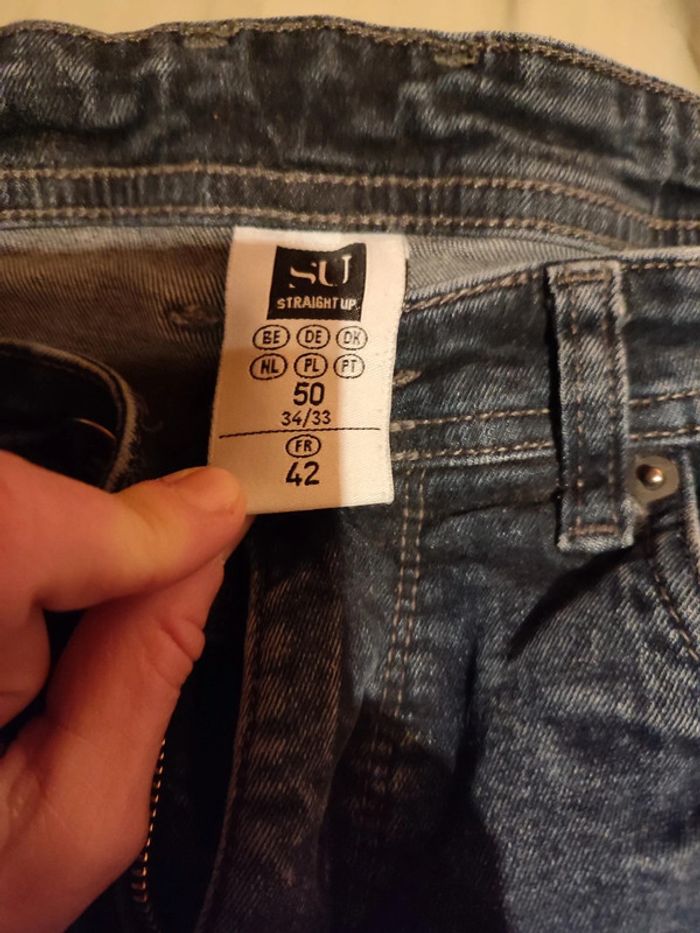 SU
STRAIGHT UP.
BE DE DK
NL PL PT
50
34/33
FR
42